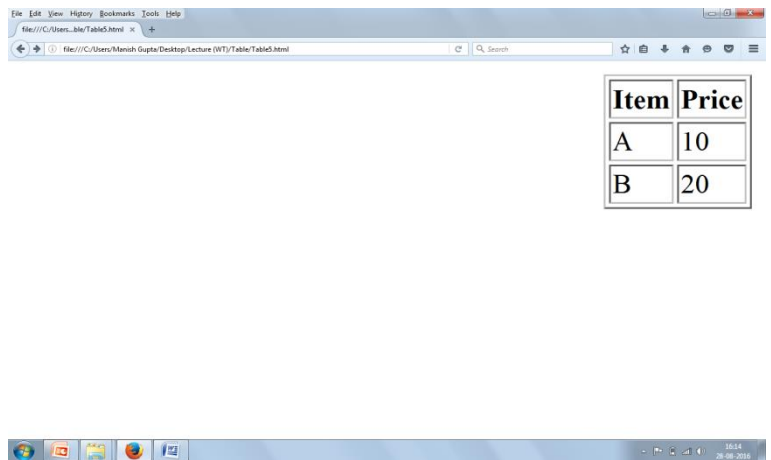 File Edit View History Bookmarks Tools Help
file:///C:/Users...ble/Table5.html × +
file:///C:/Users/Manish Gupta/Desktop/Lecture (WT)/Table/Table5.html Search
Item Price
A 10
B 20
16:14
28-08-2016